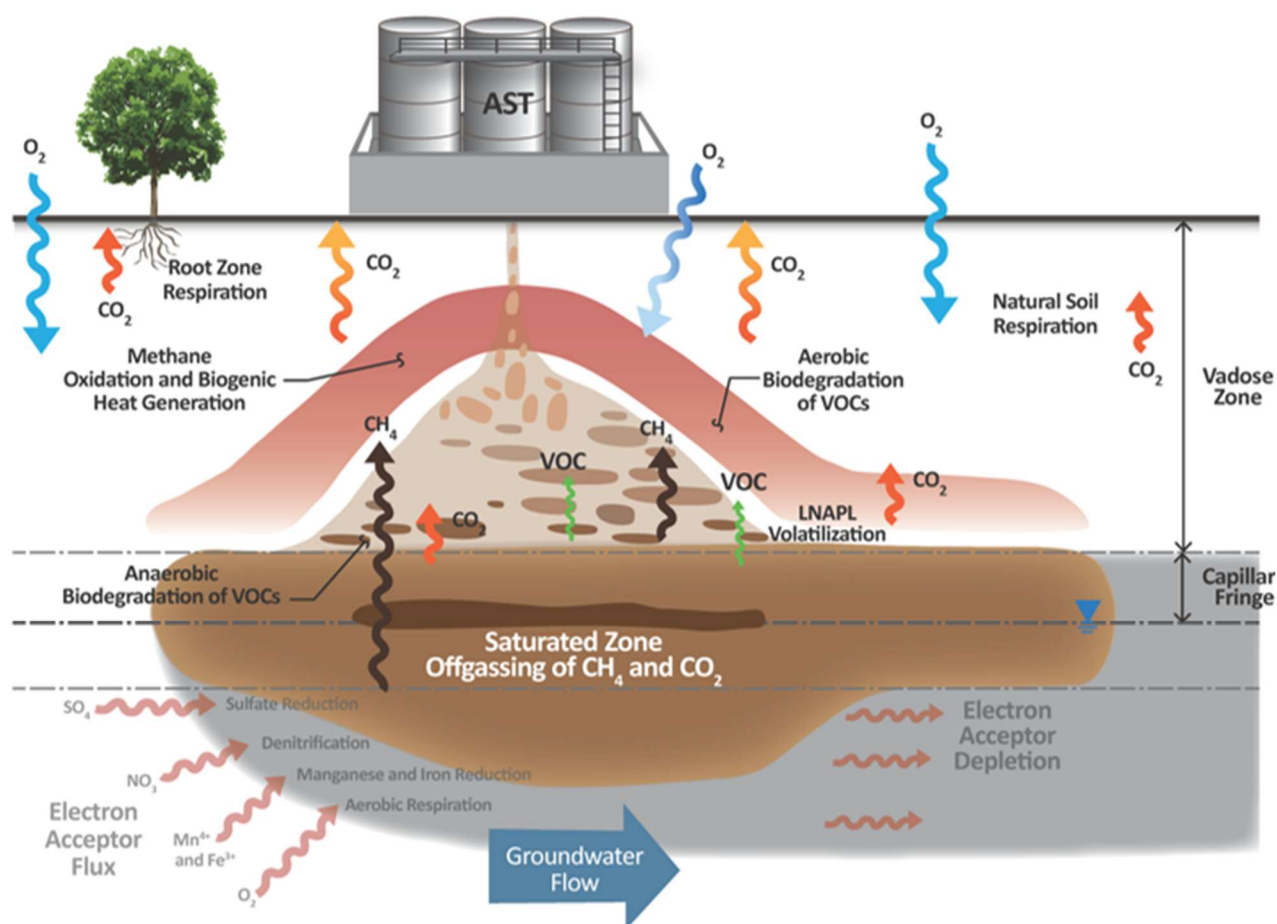 AST
O₂
O₂
O₂
CO₂
Root Zone
Respiration
CO₂
CO₂
Natural Soil
Respiration
CO₂
Vadose
Zone
Methane
Oxidation and Biogenic
Heat Generation
Aerobic
Biodegradation
of VOCs
CH₄
CH₄
VOC
VOC
CO₂
CO₂
LNAPL
Volatilization
Anaerobic
Biodegradation of VOCs
Capillar
Fringe
Saturated Zone
Offgassing of CH₄ and CO₂
SO₄
Sulfate Reduction
Denitrification
NO₃
Manganese and Iron Reduction
Aerobic Respiration
Electron
Acceptor
Flux
Mn⁴⁺
and Fe³⁺
O₂
Electron
Acceptor
Depletion
Groundwater
Flow